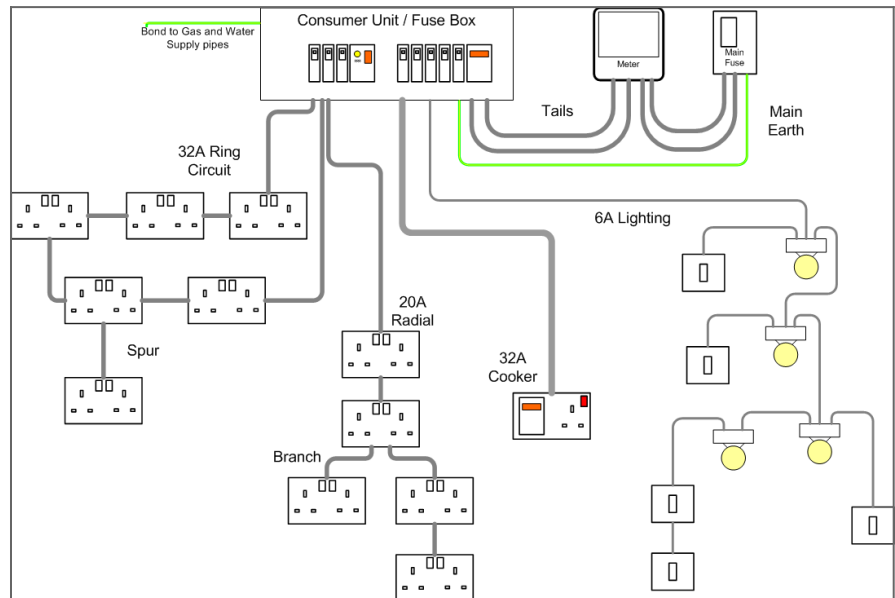 Consumer Unit / Fuse Box
Bond to Gas and Water
Supply pipes
Meter
Main
Fuse
Tails
Main
Earth
32A Ring
Circuit
6A Lighting
20A
Radial
Spur
32A
Cooker
Branch